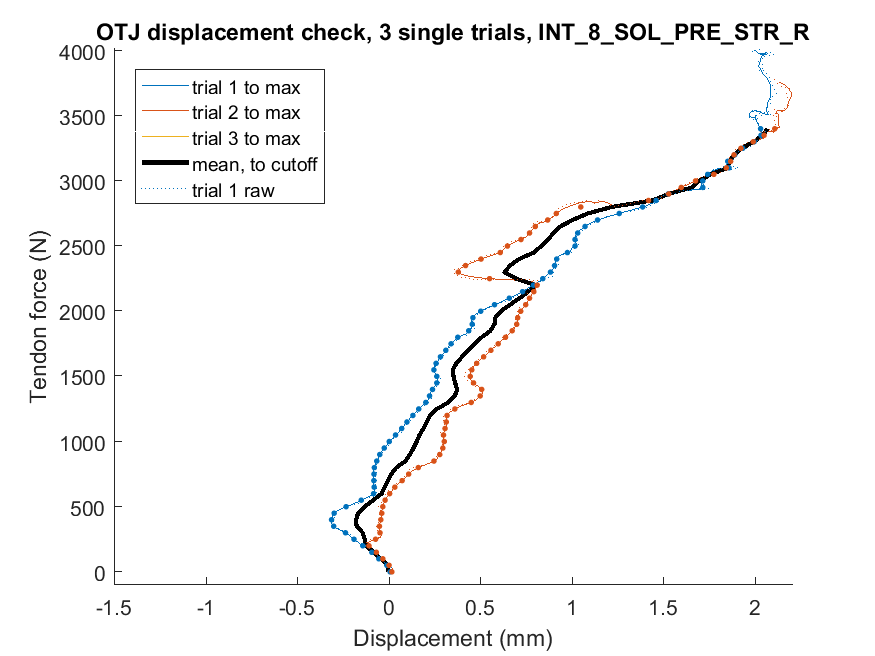 OTJ displacement check, 3 single trials, INT_8_SOL_PRE_STR_R
4000
trial 1 to max
trial 2 to max
trial 3 to max
mean, to cutoff
trial 1 raw
3500
3000
2500
2000
1500
1000
500
0
Tendon force (N)
-1.5 -1 -0.5 0 0.5 1 1.5 2
Displacement (mm)